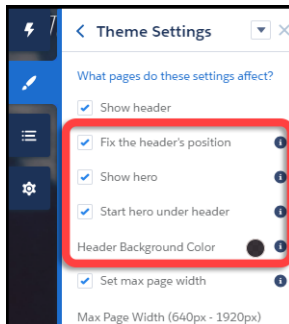 Theme Settings
What pages do these settings affect?
Show header
Fix the header's position
Show hero
Start hero under header
Header Background Color
Set max page width
Max Page Width (640px - 1920px)